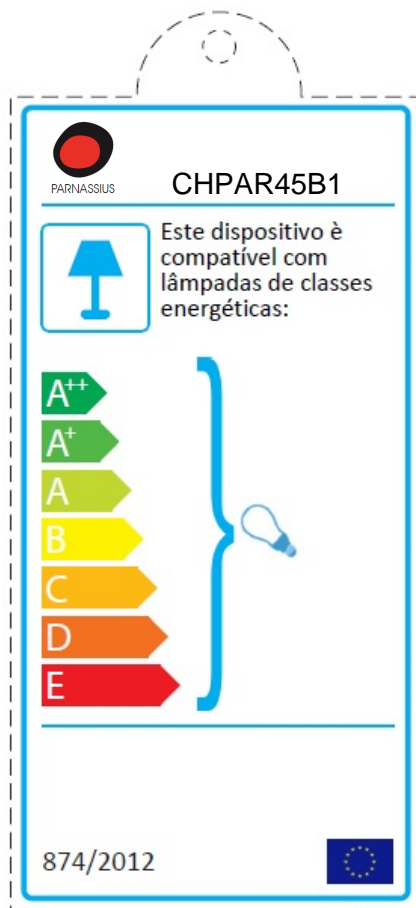 PARNASSIUS
CHPAR45B1
Este dispositivo è
compatível com
lâmpadas de classes
energéticas:
A++
A+
A
B
C
D
E
874/2012